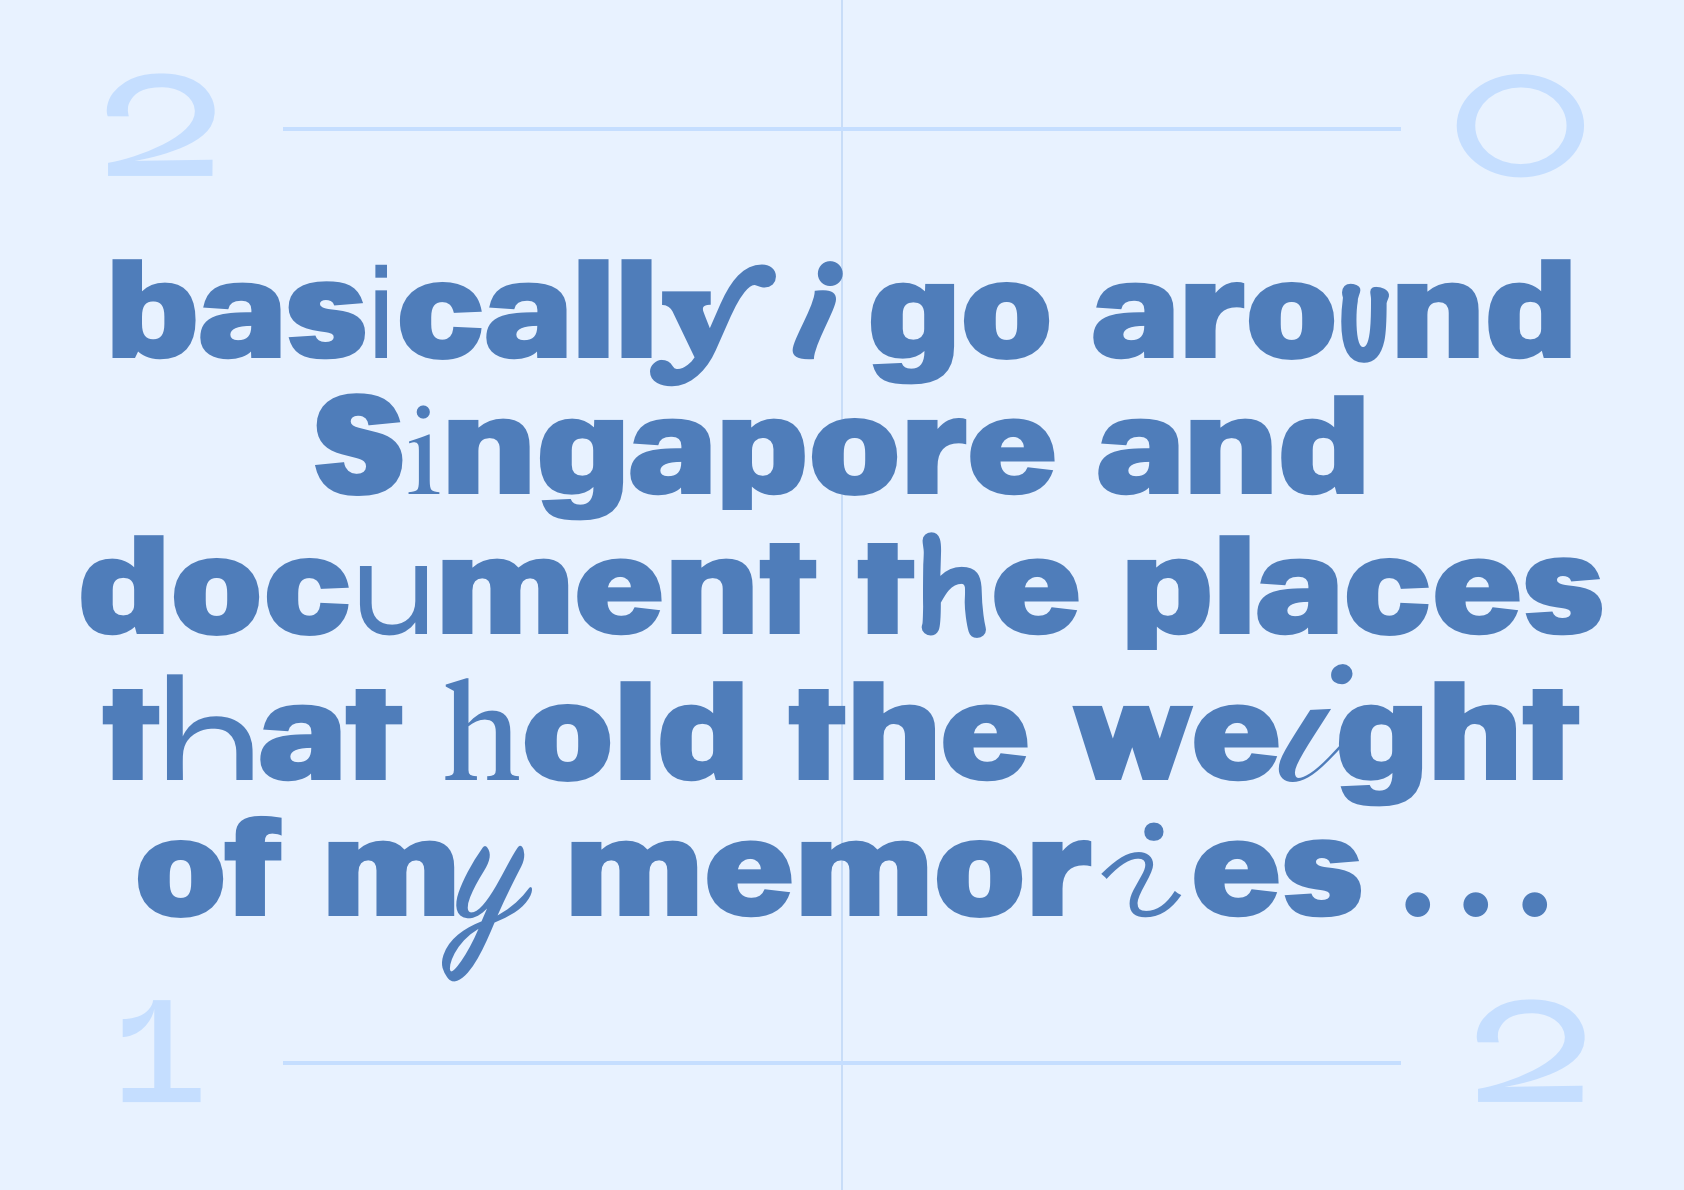 2 0
basically i go around
Singapore and
document the places
that hold the weight
of my memories...
1 2